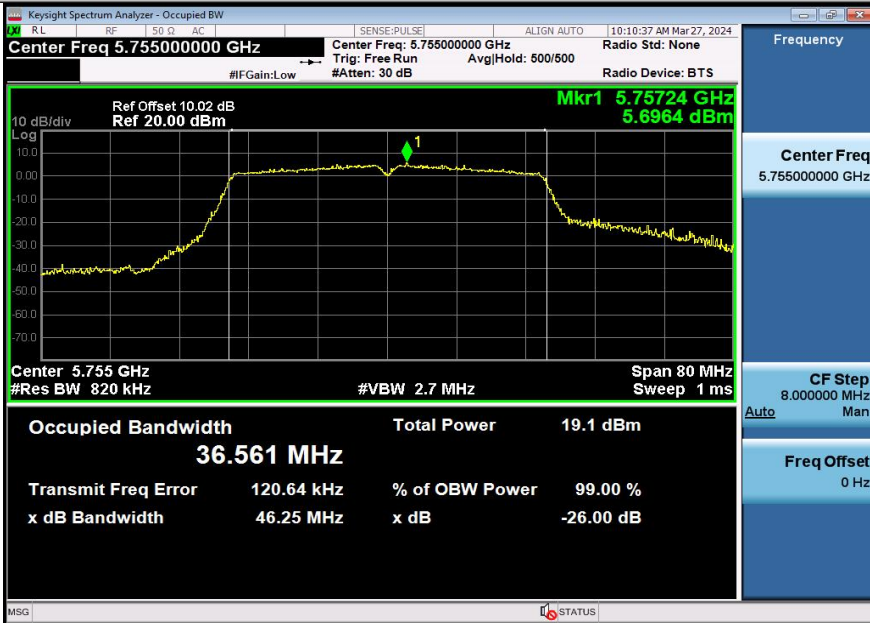 Keysight Spectrum Analyzer - Occupied BW
LXI RL RF 50 Ω AC SENSE:PULSE ALIGN AUTO 10:10:37 AM Mar 27, 2024
Center Freq 5.755000000 GHz
Center Freq: 5.755000000 GHz
Radio Std: None
Trig: Free Run Avg|Hold: 500/500
#IFGain:Low #Atten: 30 dB Radio Device: BTS
Ref Offset 10.02 dB
Mkr1 5.75724 GHz
10 dB/div Ref 20.00 dBm 5.6964 dBm
Log
1
10.0
0.00
-10.0
-20.0
-30.0
-40.0
-50.0
-60.0
-70.0
Center 5.755 GHz Span 80 MHz
#Res BW 820 kHz #VBW 2.7 MHz Sweep 1 ms
Occupied Bandwidth Total Power 19.1 dBm
36.561 MHz
Transmit Freq Error 120.64 kHz % of OBW Power 99.00 %
x dB Bandwidth 46.25 MHz x dB -26.00 dB
MSG STATUS
Frequency
Center Freq
5.755000000 GHz
CF Step
8.000000 MHz
Auto Man
Freq Offset
0 Hz